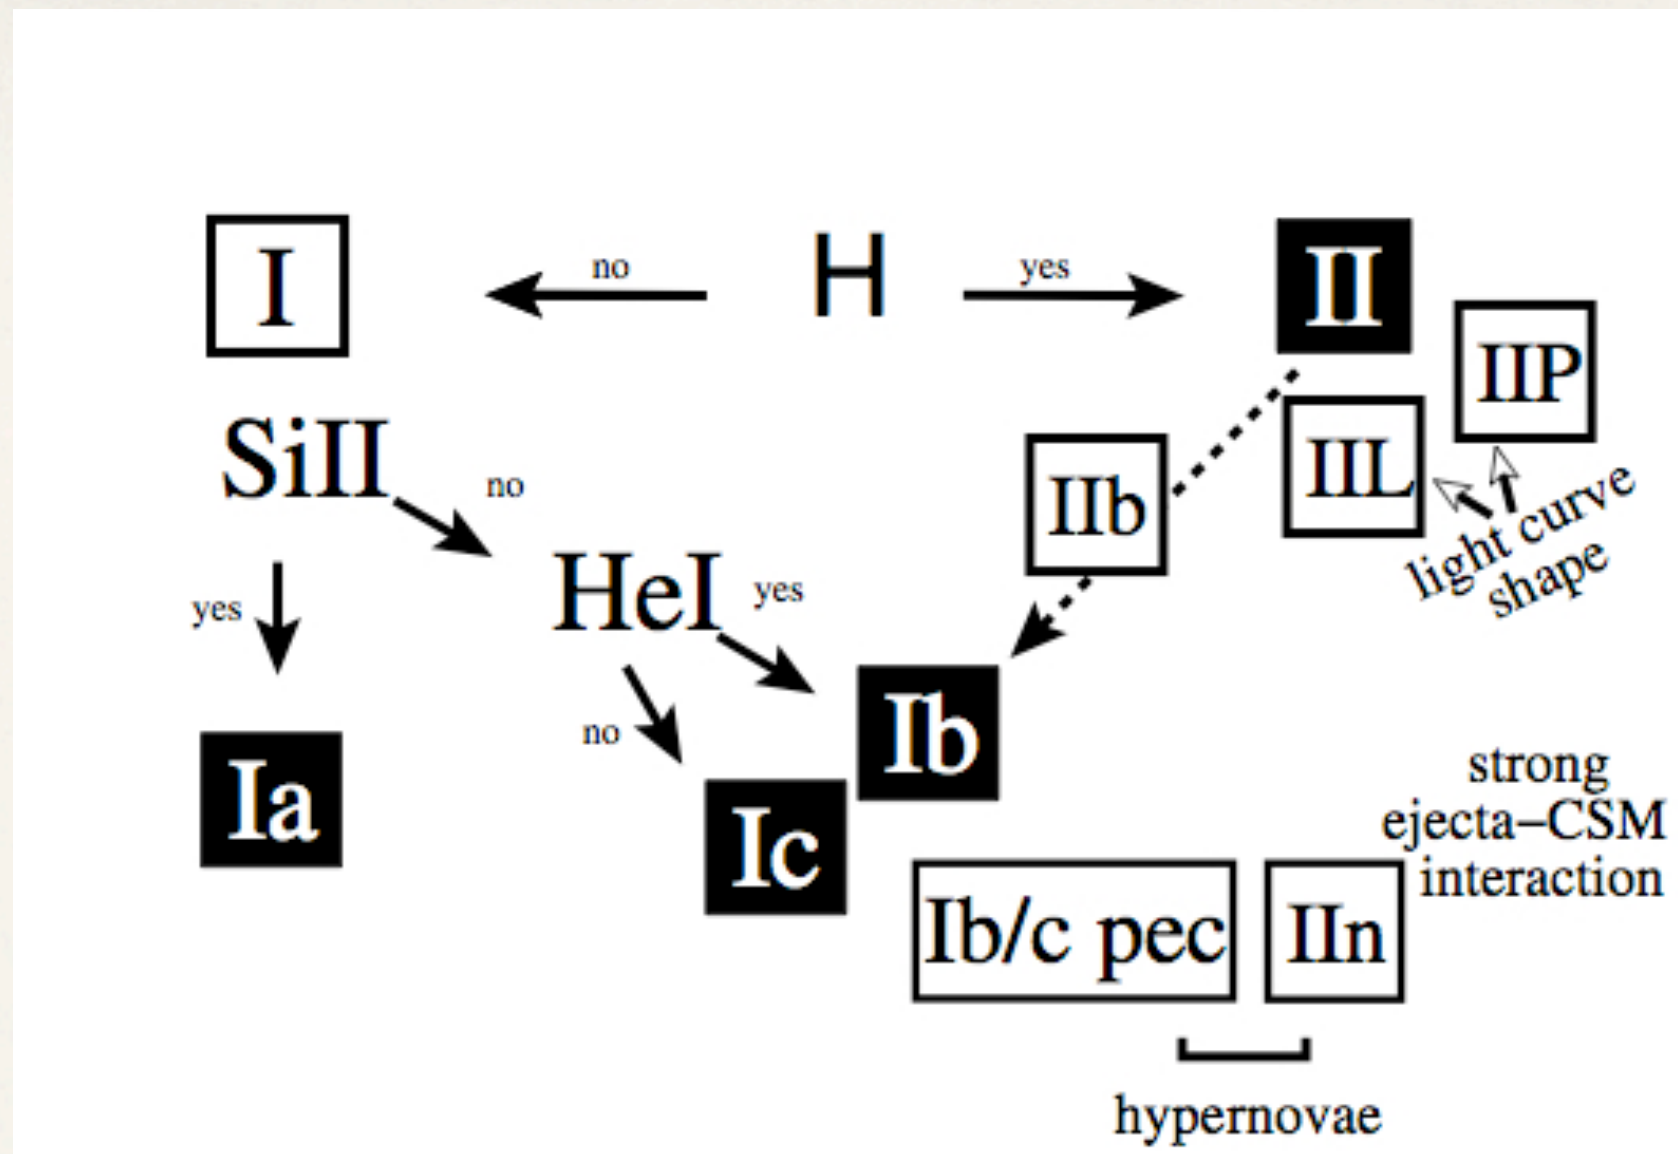 I
no
H
yes
II
IIP
SiII
no
IIb
IIL
light curve
shape
yes
HeI
yes
no
Ib
Ia
Ic
strong
ejecta–CSM
interaction
Ib/c pec
IIn
hypernovae